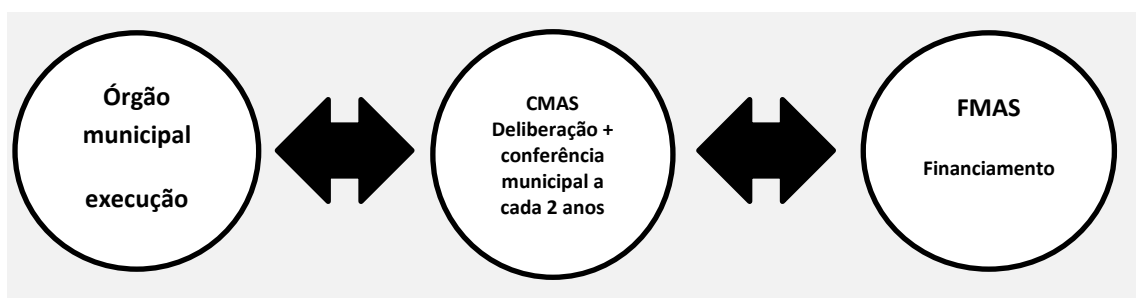 Órgão
municipal
execução
CMAS
Deliberação +
conferência
municipal a
cada 2 anos
FMAS
Financiamento